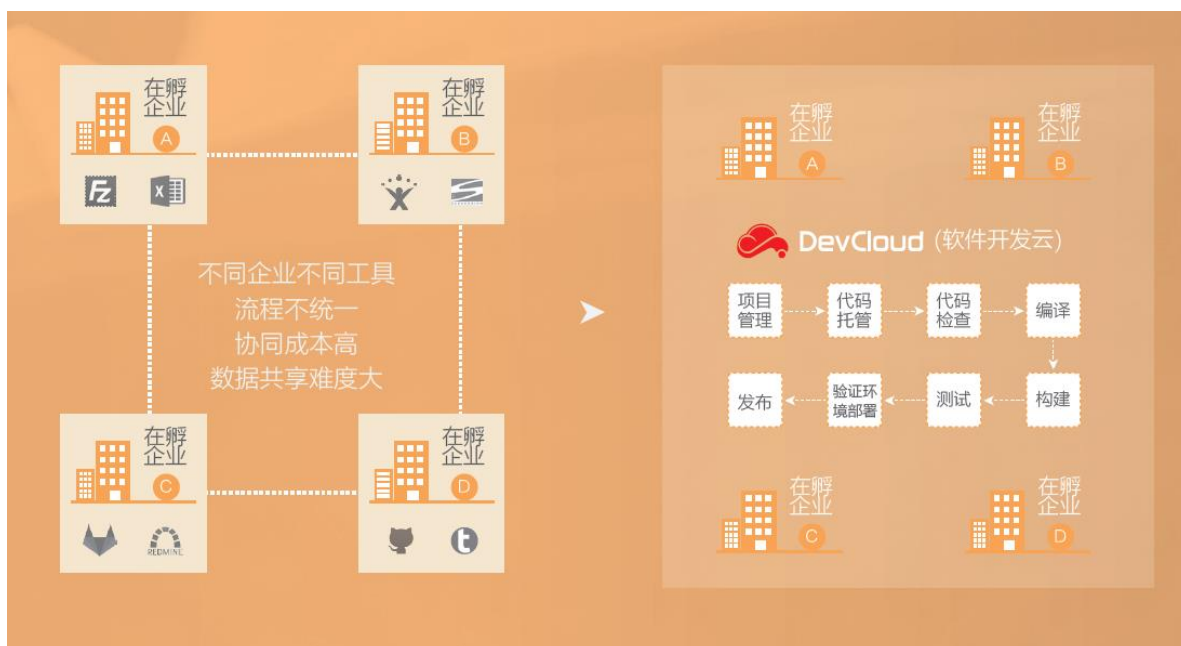 在孵
企业
A
FZ
X
在孵
企业
B
不同企业不同工具
流程不统一
协同成本高
数据共享难度大
在孵
企业
C
REDMINE
在孵
企业
D
t
在孵
企业
A
在孵
企业
B
DevCloud (软件开发云)
项目
管理
代码
托管
代码
检查
编译
发布
验证环
境部署
测试
构建
在孵
企业
C
在孵
企业
D